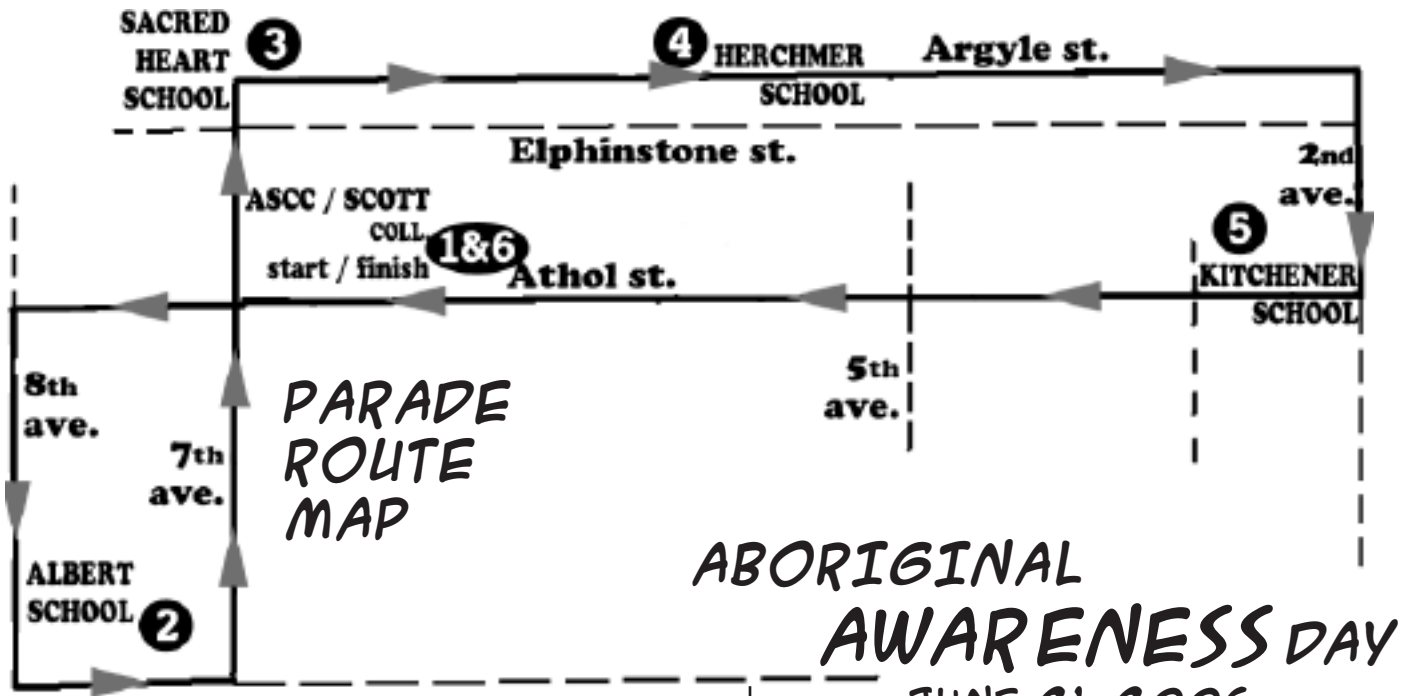 SACRED
HEART
SCHOOL
3
4
HERCHMER
SCHOOL
Argyle st.
Elphinstone st.
2nd
ave.
ASCC / SCOTT
COLL.
start / finish
1&6
Athol st.
5
KITCHENER
SCHOOL
8th
ave.
7th
ave.
5th
ave.
PARADE
ROUTE
MAP
ALBERT
SCHOOL
2
ABORIGINAL
AWARENESS DAY